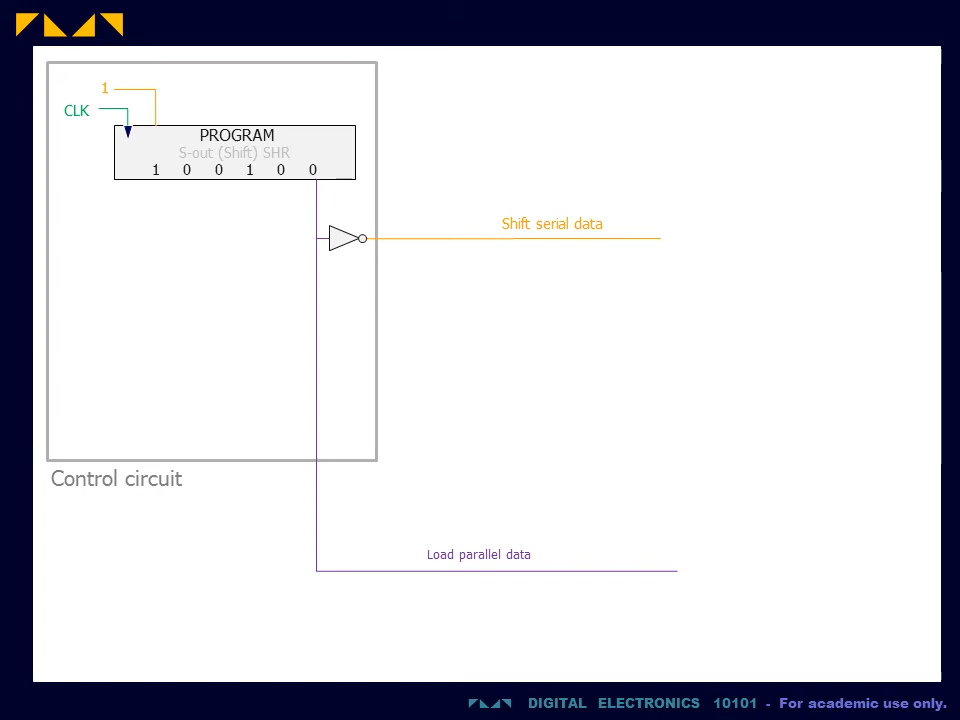 1
CLK
PROGRAM
S-out (Shift) SHR
1 0 0 1 0 0 __
Shift serial data
Control circuit
Load parallel data
DIGITAL ELECTRONICS 10101 - For academic use only.